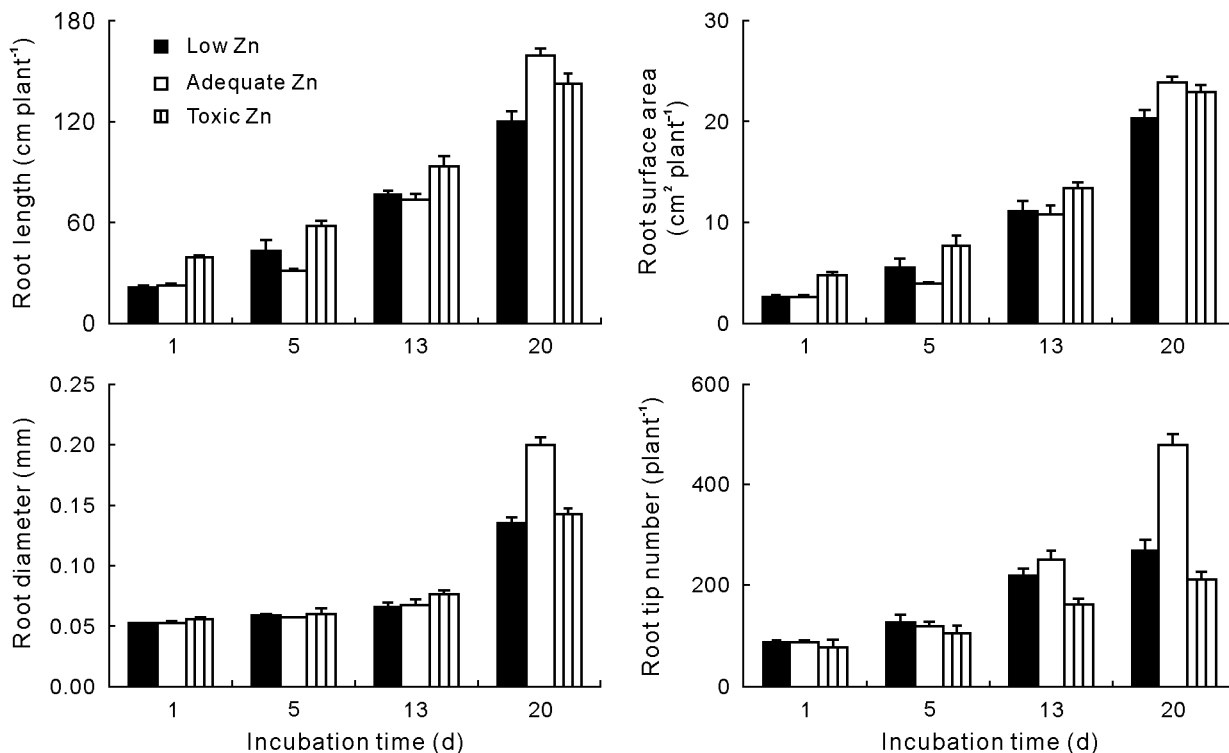 Root length (cm plant⁻¹)
180
120
60
0
Low Zn
Adequate Zn
Toxic Zn
1 5 13 20
Root surface area
(cm² plant⁻¹)
30
20
10
0
1 5 13 20
Root diameter (mm)
0.25
0.20
0.15
0.10
0.05
0.00
1 5 13 20
Incubation time (d)
Root tip number (plant⁻¹)
600
400
200
0
1 5 13 20
Incubation time (d)